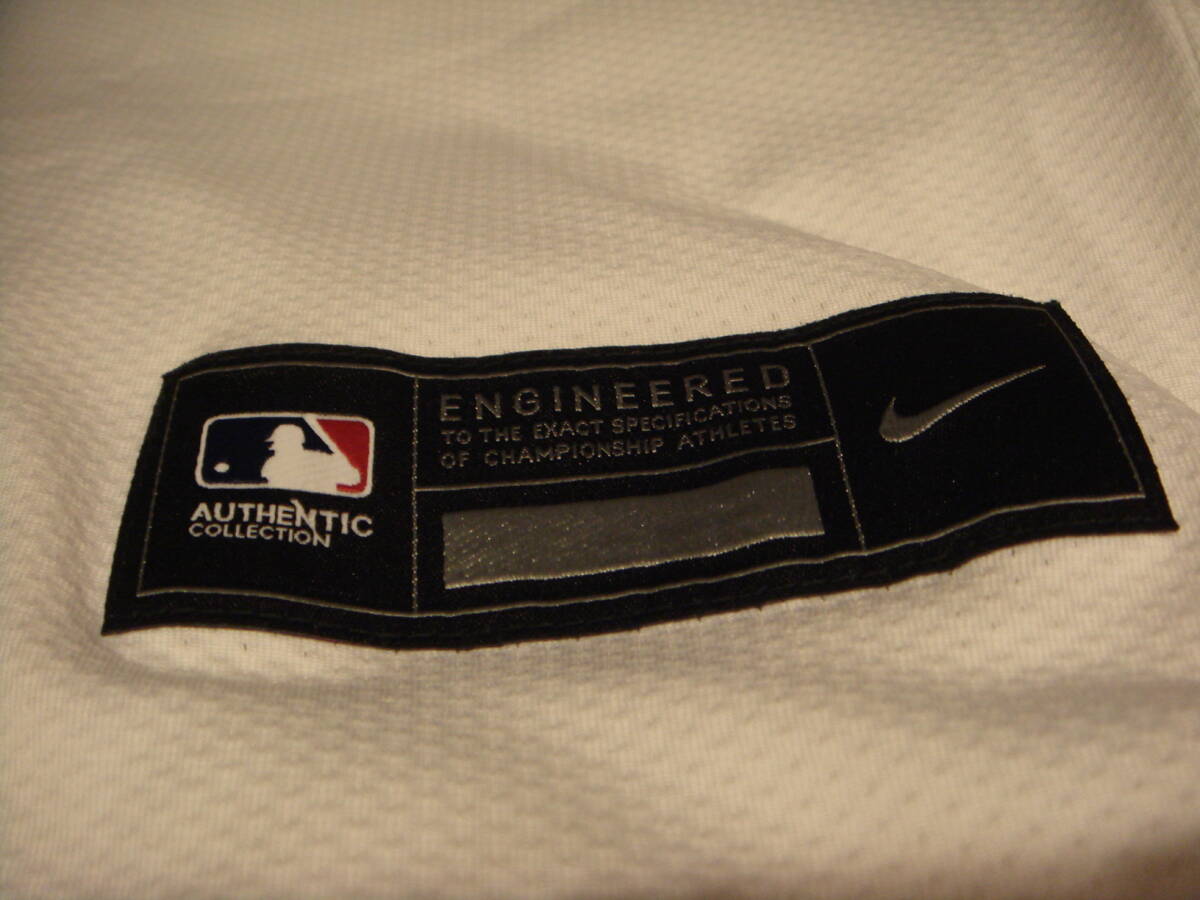 AUTHENTIC
COLLECTION
ENGINEERED
TO THE EXACT SPECIFICATIONS
OF CHAMPIONSHIP ATHLETES